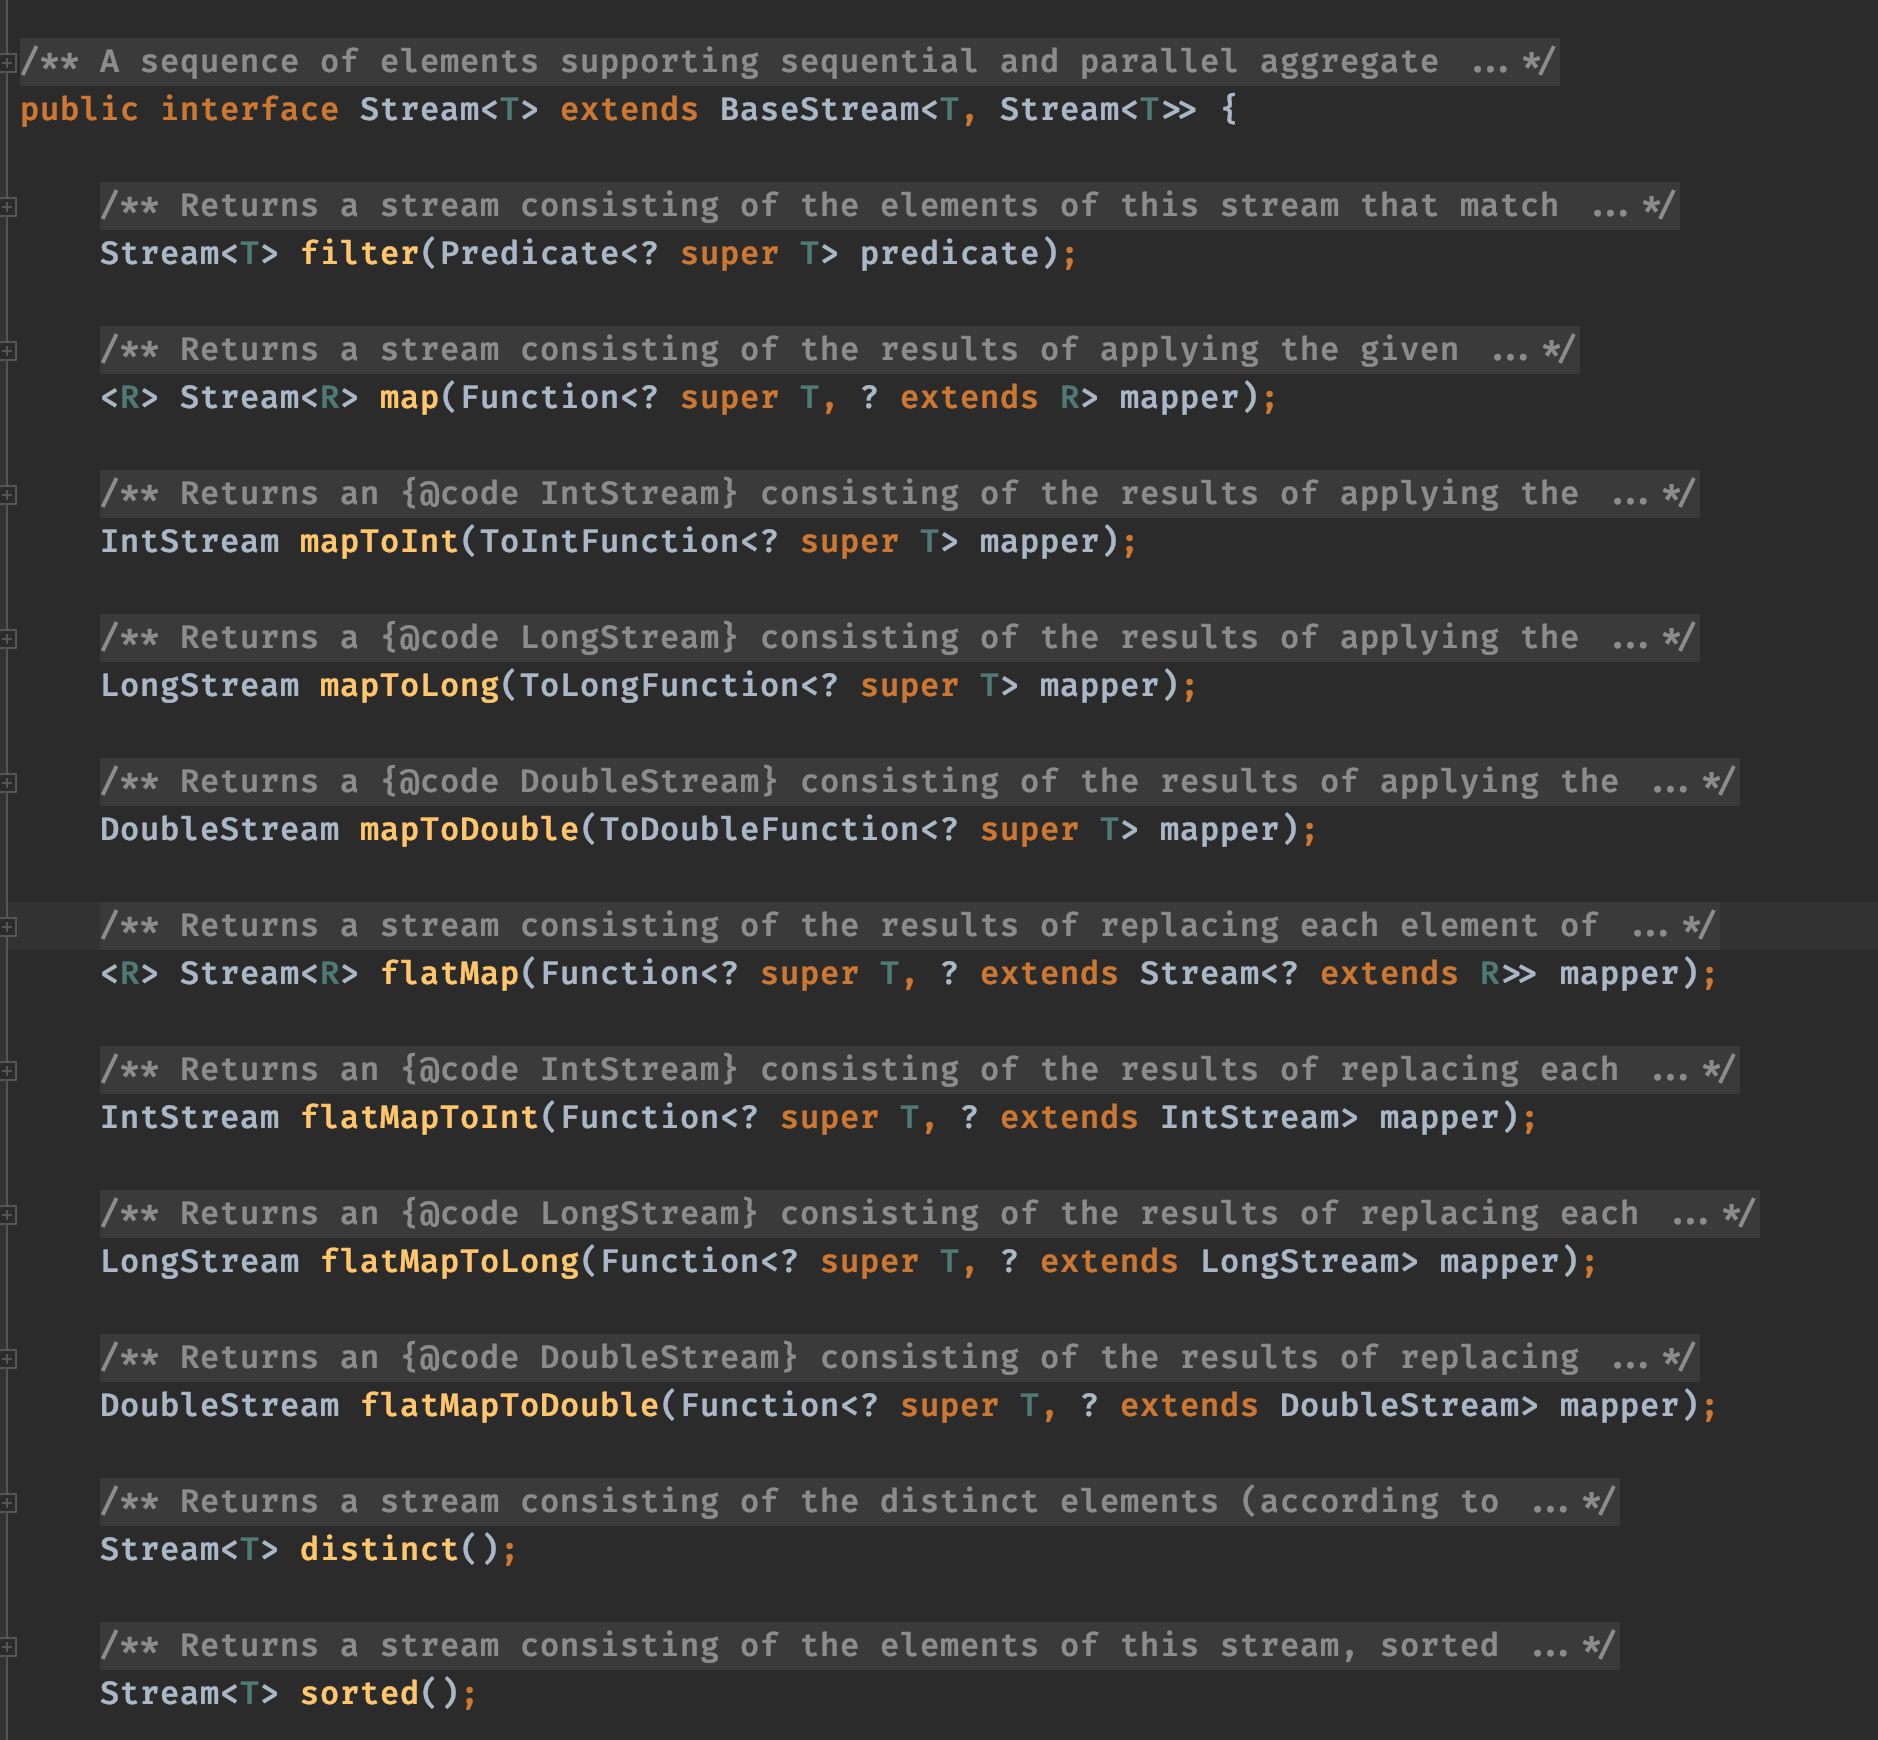 /** A sequence of elements supporting sequential and parallel aggregate ...*/
public interface Stream<T> extends BaseStream<T, Stream<T>> {
/** Returns a stream consisting of the elements of this stream that match ...*/
Stream<T> filter(Predicate<? super T> predicate);
/** Returns a stream consisting of the results of applying the given ...*/
<R> Stream<R> map(Function<? super T, ? extends R> mapper);
/** Returns an {@code IntStream} consisting of the results of applying the ...*/
IntStream mapToInt(ToIntFunction<? super T> mapper);
/** Returns a {@code LongStream} consisting of the results of applying the ...*/
LongStream mapToLong(ToLongFunction<? super T> mapper);
/** Returns a {@code DoubleStream} consisting of the results of applying the ...*/
DoubleStream mapToDouble(ToDoubleFunction<? super T> mapper);
/** Returns a stream consisting of the results of replacing each element of ...*/
<R> Stream<R> flatMap(Function<? super T, ? extends Stream<? extends R>> mapper);
/** Returns an {@code IntStream} consisting of the results of replacing each ...*/
IntStream flatMapToInt(Function<? super T, ? extends IntStream> mapper);
/** Returns an {@code LongStream} consisting of the results of replacing each ...*/
LongStream flatMapToLong(Function<? super T, ? extends LongStream> mapper);
/** Returns an {@code DoubleStream} consisting of the results of replacing ...*/
DoubleStream flatMapToDouble(Function<? super T, ? extends DoubleStream> mapper);
/** Returns a stream consisting of the distinct elements (according to ...*/
Stream<T> distinct();
/** Returns a stream consisting of the elements of this stream, sorted ...*/
Stream<T> sorted();